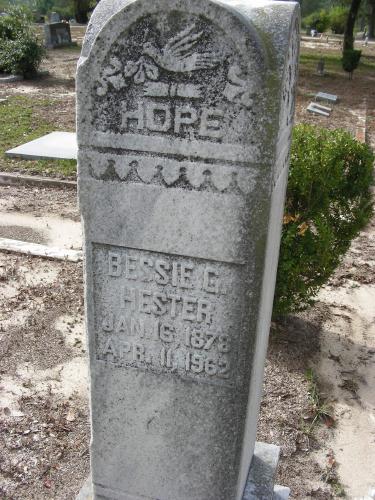 HOPE
BESSIE G.
HESTER
JAN. 16 1878
APR. 11, 1962